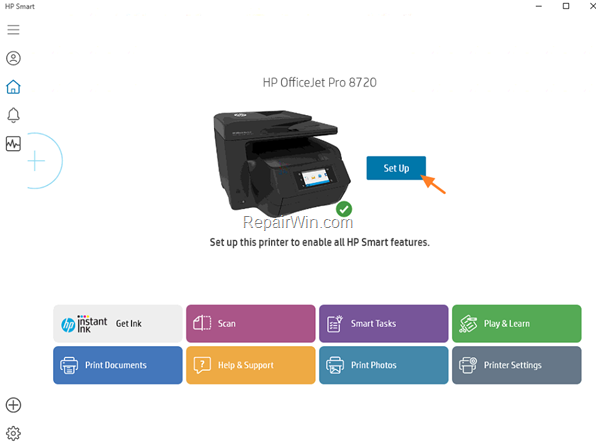 HP Smart
HP OfficeJet Pro 8720
Set Up
RepairWin.com
Set up this printer to enable all HP Smart features.
hp instant ink Get Ink
Scan
Smart Tasks
Play & Learn
Print Documents
Help & Support
Print Photos
Printer Settings